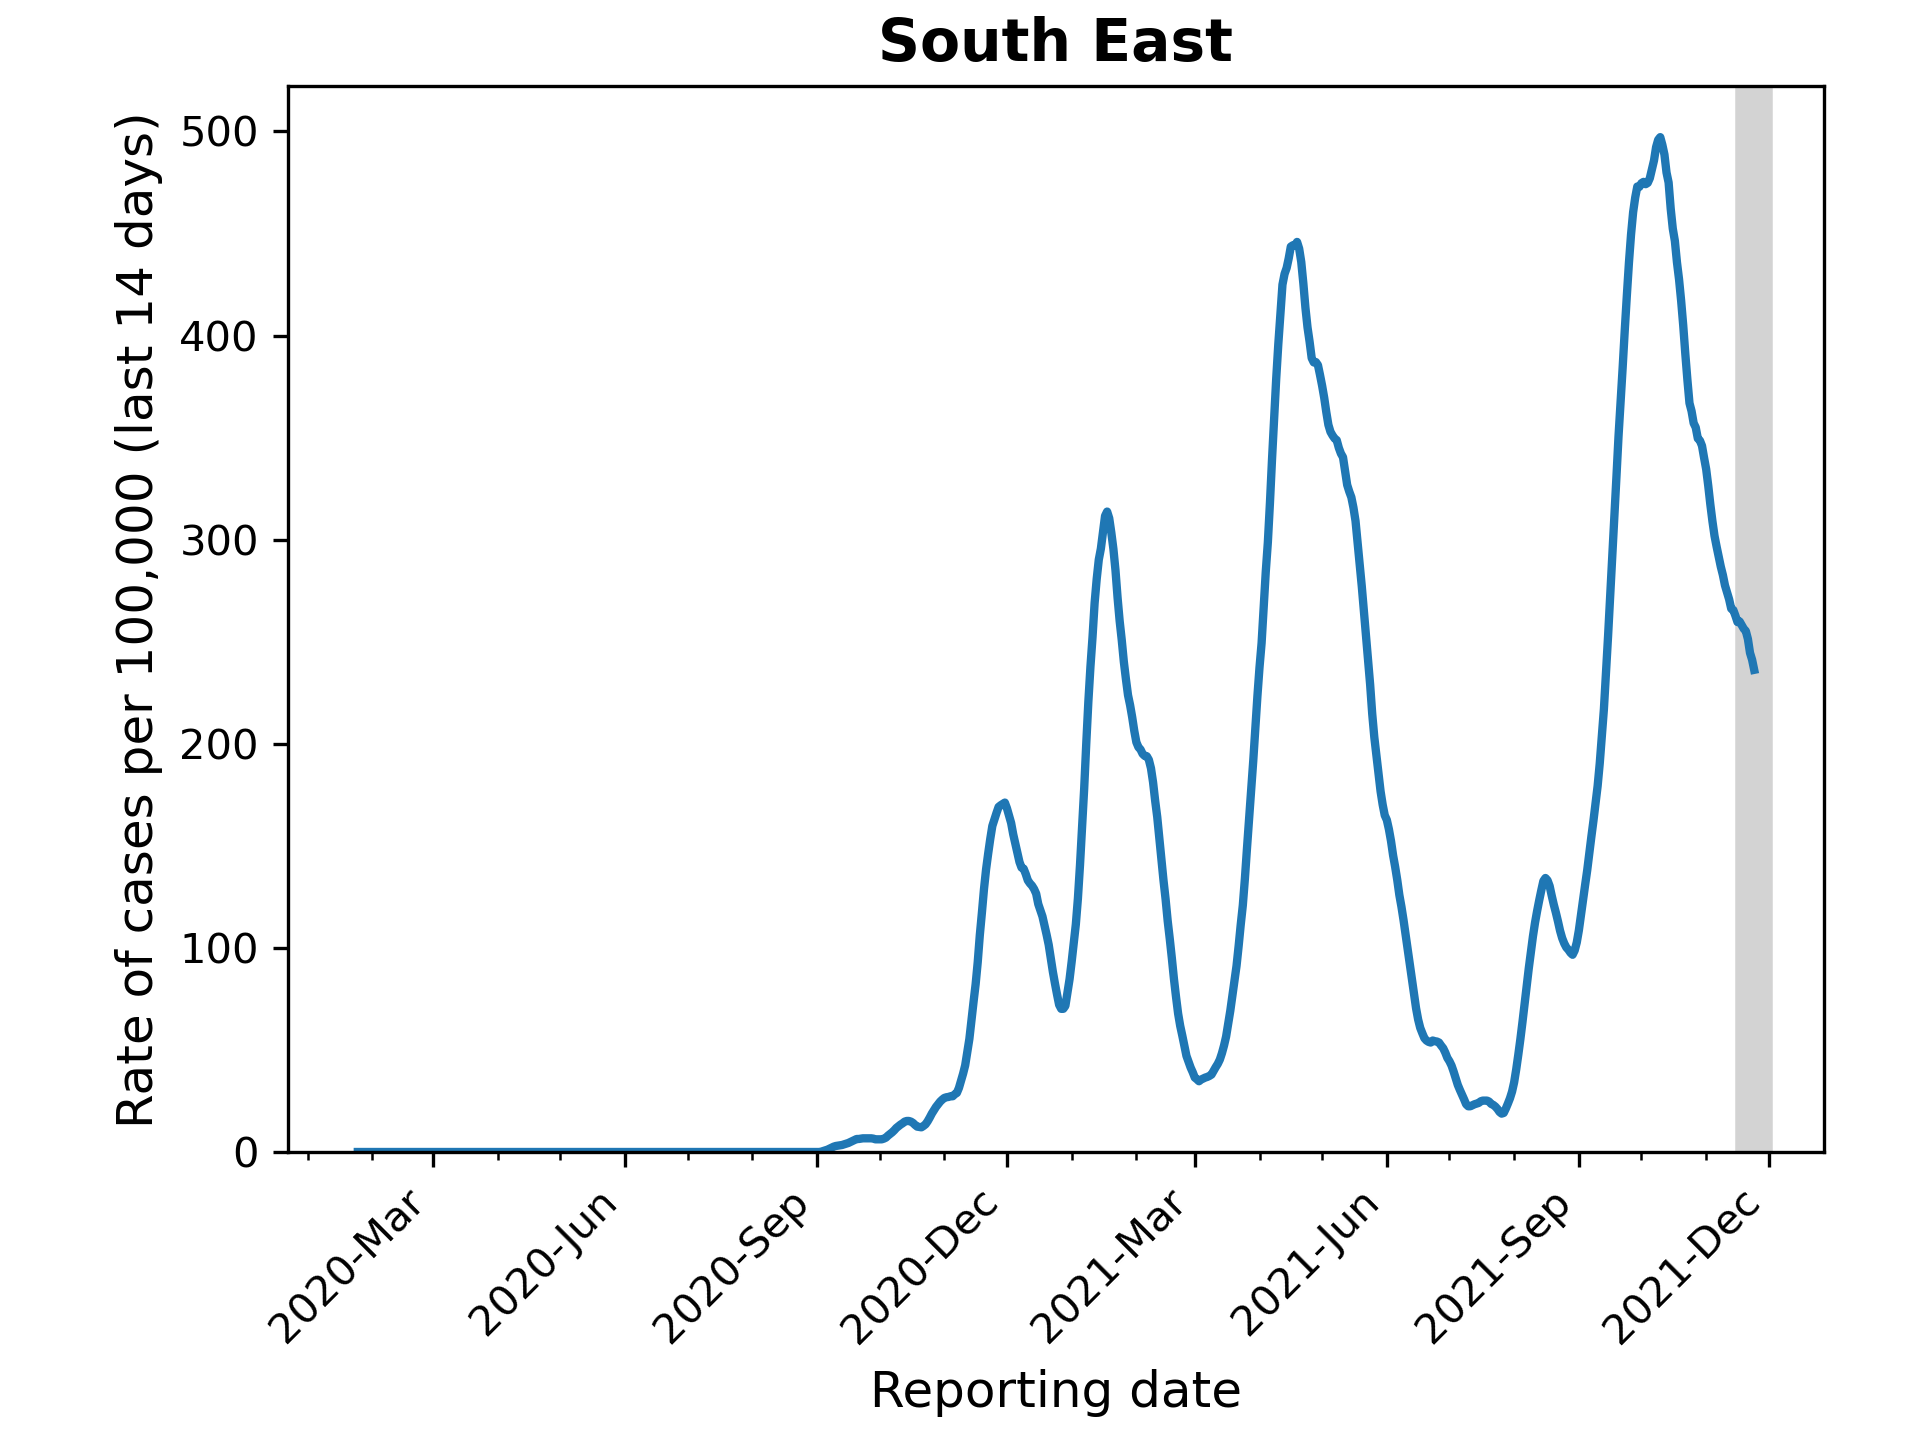 South East
Rate of cases per 100,000 (last 14 days)
500
400
300
200
100
0
2020-Mar
2020-Jun
2020-Sep
2020-Dec
2021-Mar
2021-Jun
2021-Sep
2021-Dec
Reporting date